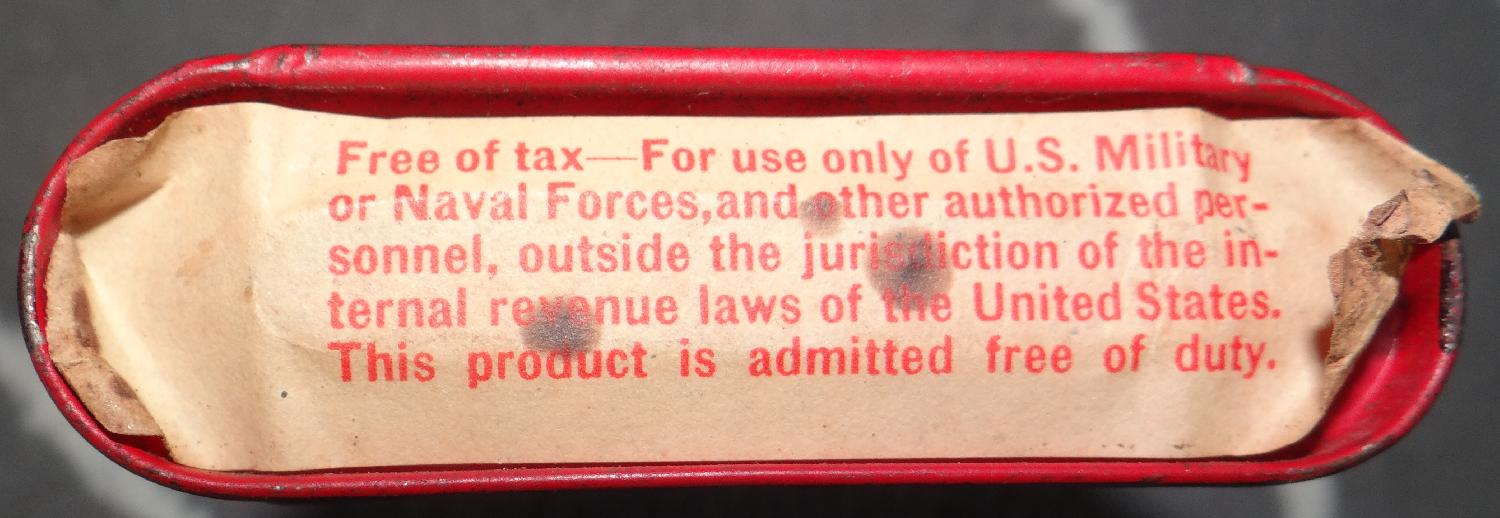 Free of tax—For use only of U.S. Military
or Naval Forces,and other authorized per-
sonnel, outside the jurisdiction of the in-
ternal revenue laws of the United States.
This product is admitted free of duty.